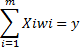 m
∑ Xiwi = y
i=1